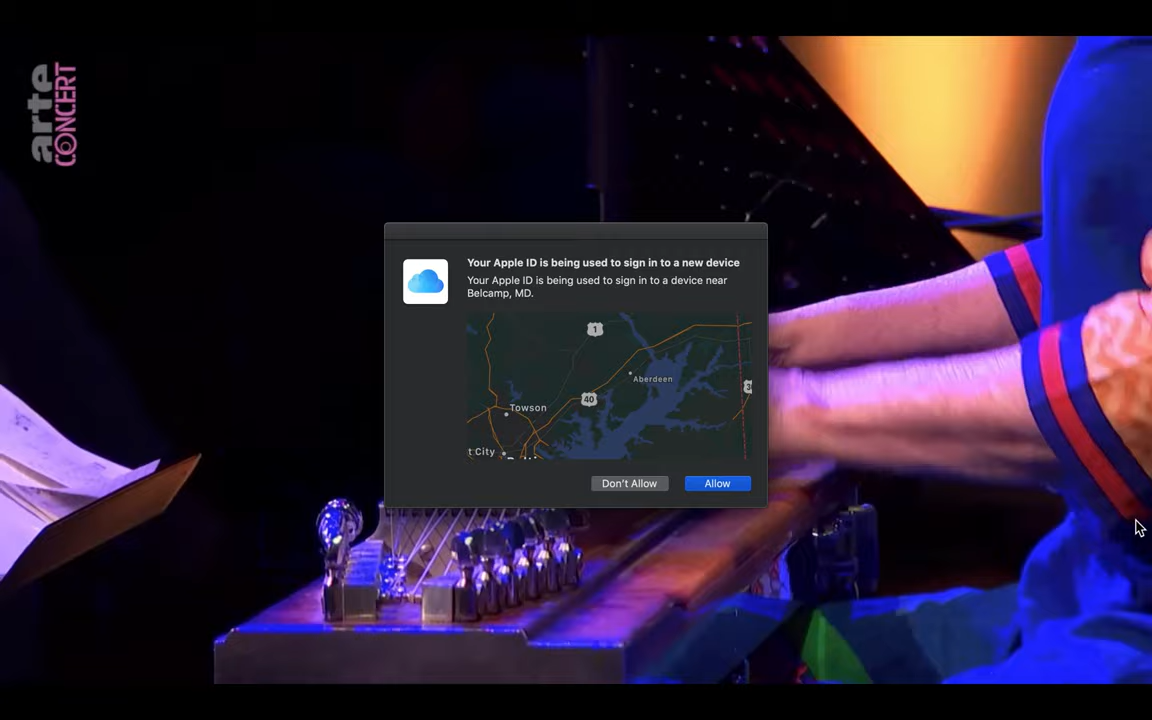 arte
CONCERT
Your Apple ID is being used to sign in to a new device
Your Apple ID is being used to sign in to a device near
Belcamp, MD.
1
Aberdeen
40
Towson
t City
Don't Allow
Allow